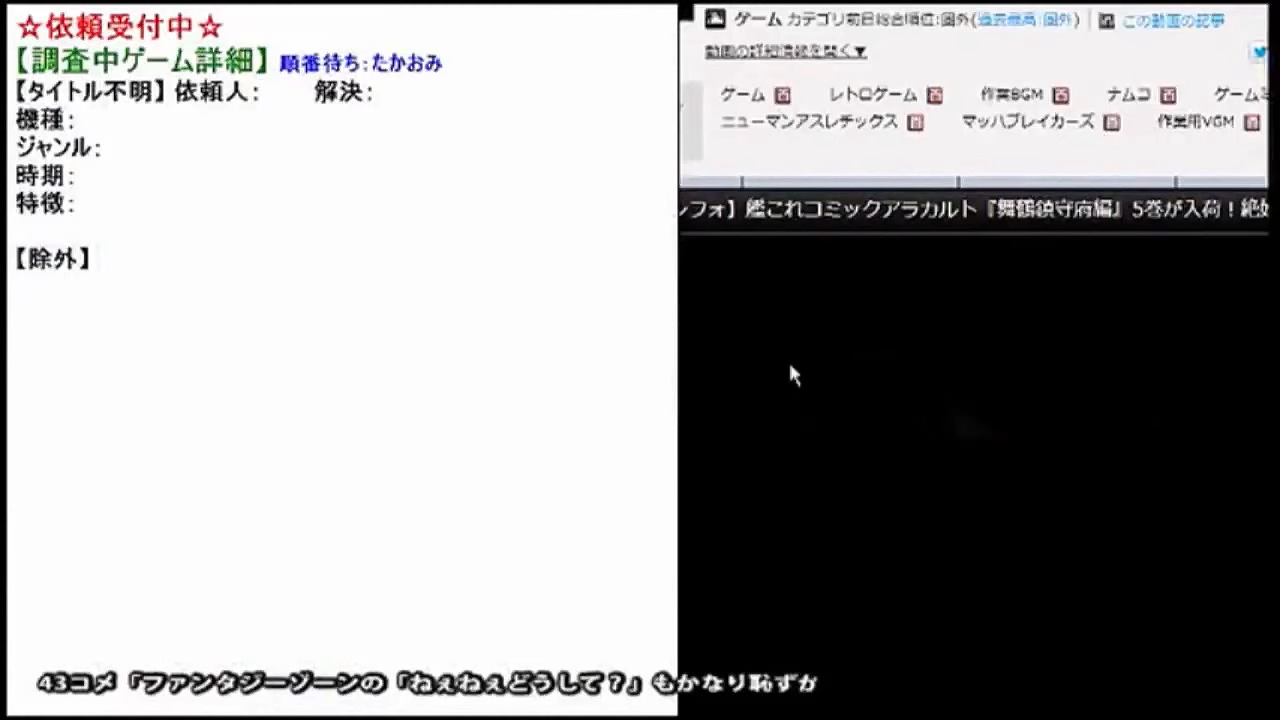 ☆依頼受付中☆
【調査中ゲーム詳細】 順番待ち:たかおみ
【タイトル不明】 依頼人: 解決:
機種:
ジャンル:
時期:
特徴:
【除外】
ゲーム カテゴリ前日総合順位:圏外(過去最高:圏外) この動画の記事
動画の詳細情報を開く▼
ゲーム レトロゲーム 作業BGM ナムコ ゲーム
ニューマンアスレチックス マッハブレイカーズ 作業用VGM
フォ】艦これコミックアラカルト『舞鶴鎮守府編』5巻が入荷!絶
43コメ「ファンタジーゾーンの「ねぇねぇどうして?」もかなり恥ずか